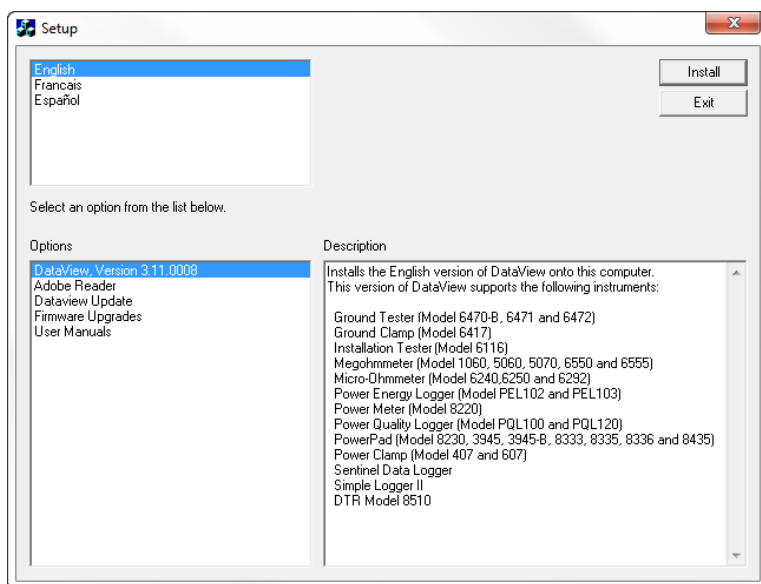 Setup
English
Francais
Español
Install
Exit
Select an option from the list below.
Options
DataView, Version 3.11.0008
Adobe Reader
Dataview Update
Firmware Upgrades
User Manuals
Description
Installs the English version of DataView onto this computer.
This version of DataView supports the following instruments:
Ground Tester (Model 6470-B, 6471 and 6472)
Ground Clamp (Model 6417)
Installation Tester (Model 6116)
Megohmmeter (Model 1060, 5060, 5070, 6550 and 6555)
Micro-Ohmmeter (Model 6240,6250 and 6292)
Power Energy Logger (Model PEL102 and PEL103)
Power Meter (Model 8220)
Power Quality Logger (Model PQL100 and PQL120)
PowerPad (Model 8230, 3945, 3945-B, 8333, 8335, 8336 and 8435)
Power Clamp (Model 407 and 607)
Sentinel Data Logger
Simple Logger II
DTR Model 8510